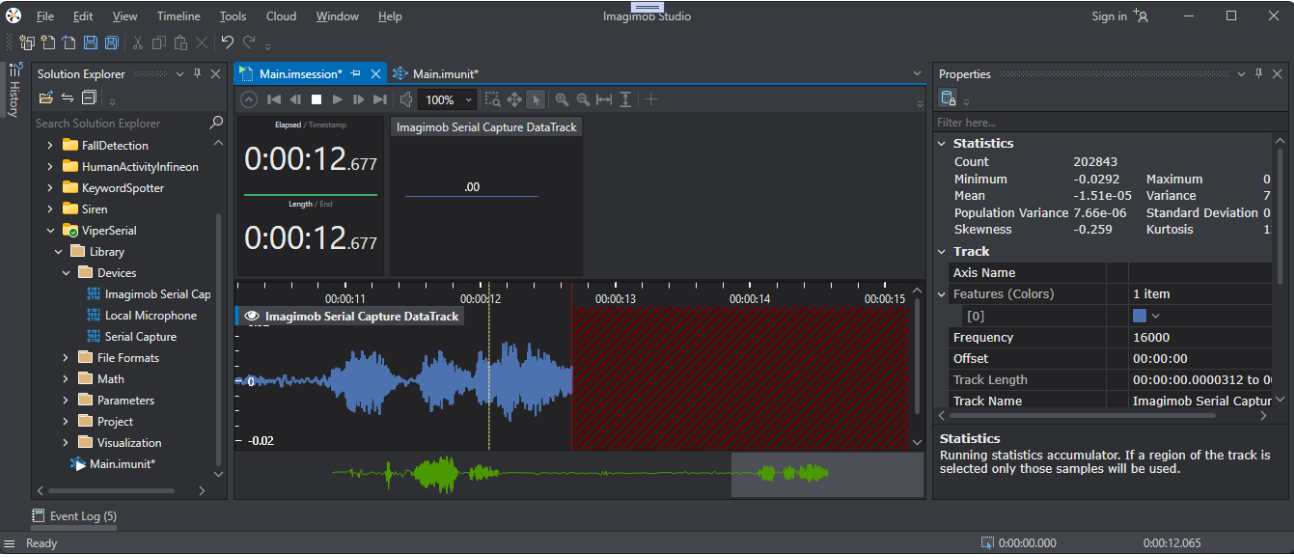 File Edit View Timeline Tools Cloud Window Help
Imagimob Studio
Sign in
History
Solution Explorer
Search Solution Explorer
FallDetection
HumanActivityInfineon
KeywordSpotter
Siren
ViperSerial
Library
Devices
Imagimob Serial Cap
Local Microphone
Serial Capture
File Formats
Math
Parameters
Project
Visualization
Main.imunit*
Main.imsession*
Main.imunit*
100%
Elapsed / Timestamp
0:00:12.677
Length / End
0:00:12.677
Imagimob Serial Capture DataTrack
.00
00:00:11 00:00:12 00:00:13 00:00:14 00:00:15
Imagimob Serial Capture DataTrack
0
-0.02
Properties
Filter here...
Statistics
Count 202843
Minimum -0.0292 Maximum 0
Mean -1.51e-05 Variance 7
Population Variance 7.66e-06 Standard Deviation 0
Skewness -0.259 Kurtosis 1
Track
Axis Name
Features (Colors) 1 item
[0]
Frequency 16000
Offset 00:00:00
Track Length 00:00:00.0000312 to 0
Track Name Imagimob Serial Captur
Statistics
Running statistics accumulator. If a region of the track is
selected only those samples will be used.
Event Log (5)
Ready
0:00:00.000
0:00:12.065